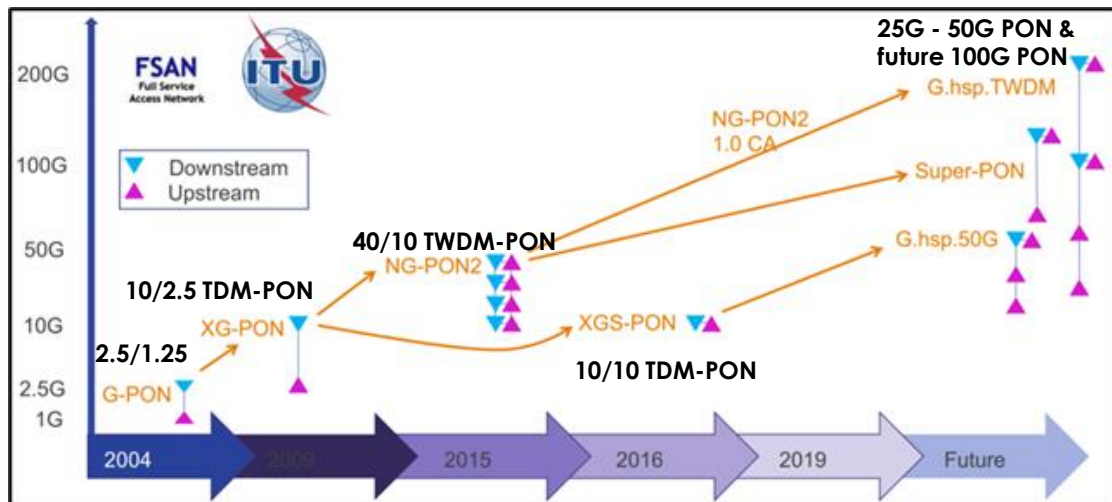 25G - 50G PON &
future 100G PON
200G
FSAN
Full Service
Access Network
ITU
G.hsp.TWDM
NG-PON2
1.0 CA
100G
Downstream
Upstream
Super-PON
50G
40/10 TWDM-PON
NG-PON2
G.hsp.50G
10/2.5 TDM-PON
10G
XG-PON
XGS-PON
2.5/1.25
10/10 TDM-PON
2.5G
G-PON
1G
2004
2009
2015
2016
2019
Future